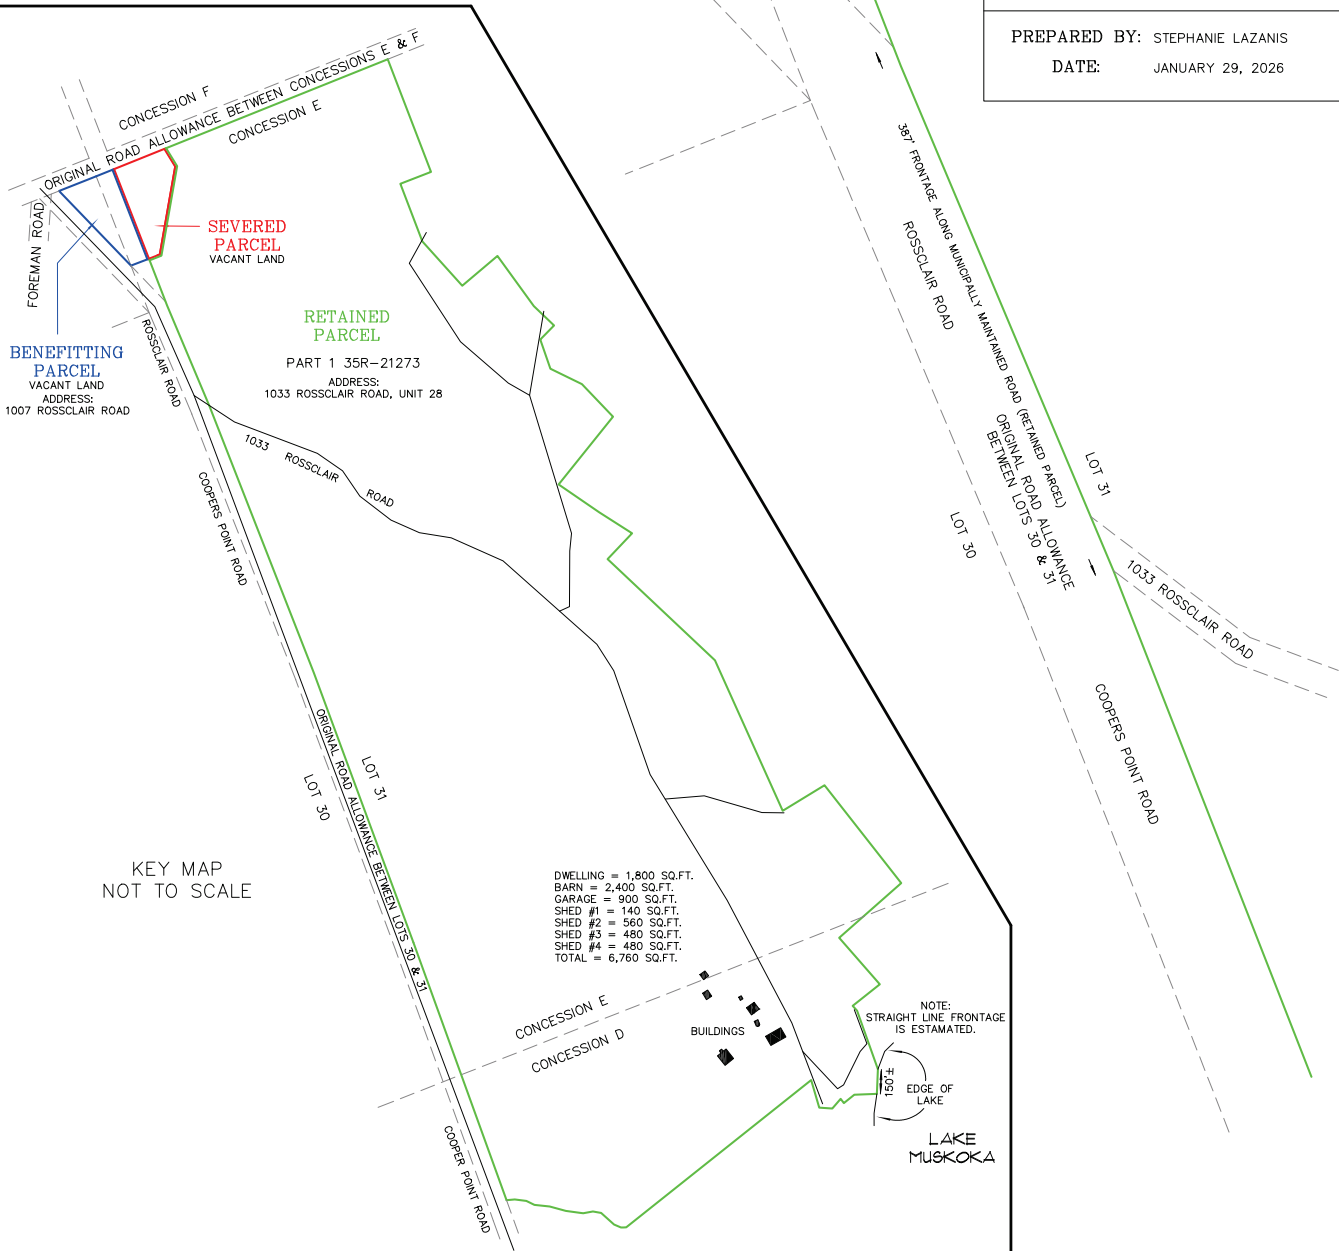 PREPARED BY: STEPHANIE LAZANIS
DATE: JANUARY 29, 2026
CONCESSION F
ORIGINAL ROAD ALLOWANCE BETWEEN CONCESSIONS E & F
CONCESSION E
FOREMAN ROAD
SEVERED
PARCEL
VACANT LAND
RETAINED
PARCEL
PART 1 35R-21273
ADDRESS:
1033 ROSSCLAIR ROAD, UNIT 28
BENEFITTING
PARCEL
VACANT LAND
ADDRESS:
1007 ROSSCLAIR ROAD
ROSSCLAIR ROAD
1033 ROSSCLAIR ROAD
COOPERS POINT ROAD
ORIGINAL ROAD ALLOWANCE BETWEEN LOTS 30 & 31
LOT 31
LOT 30
KEY MAP
NOT TO SCALE
DWELLING = 1,800 SQ.FT.
BARN = 2,400 SQ.FT.
GARAGE = 900 SQ.FT.
SHED #1 = 140 SQ.FT.
SHED #2 = 560 SQ.FT.
SHED #3 = 480 SQ.FT.
SHED #4 = 480 SQ.FT.
TOTAL = 6,760 SQ.FT.
CONCESSION E
CONCESSION D
BUILDINGS
NOTE:
STRAIGHT LINE FRONTAGE
IS ESTAMATED.
150'±
EDGE OF
LAKE
LAKE
MUSKOKA
COOPER POINT ROAD
387' FRONTAGE ALONG MUNICIPALLY MAINTAINED ROAD (RETAINED PARCEL)
ROSSCLAIR ROAD
ORIGINAL ROAD ALLOWANCE
BETWEEN LOTS 30 & 31
LOT 31
LOT 30
1033 ROSSCLAIR ROAD
COOPERS POINT ROAD